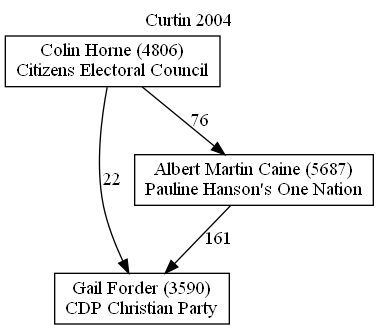 Curtin 2004
Colin Horne (4806)
Citizens Electoral Council
76
Albert Martin Caine (5687)
Pauline Hanson's One Nation
22
161
Gail Forder (3590)
CDP Christian Party